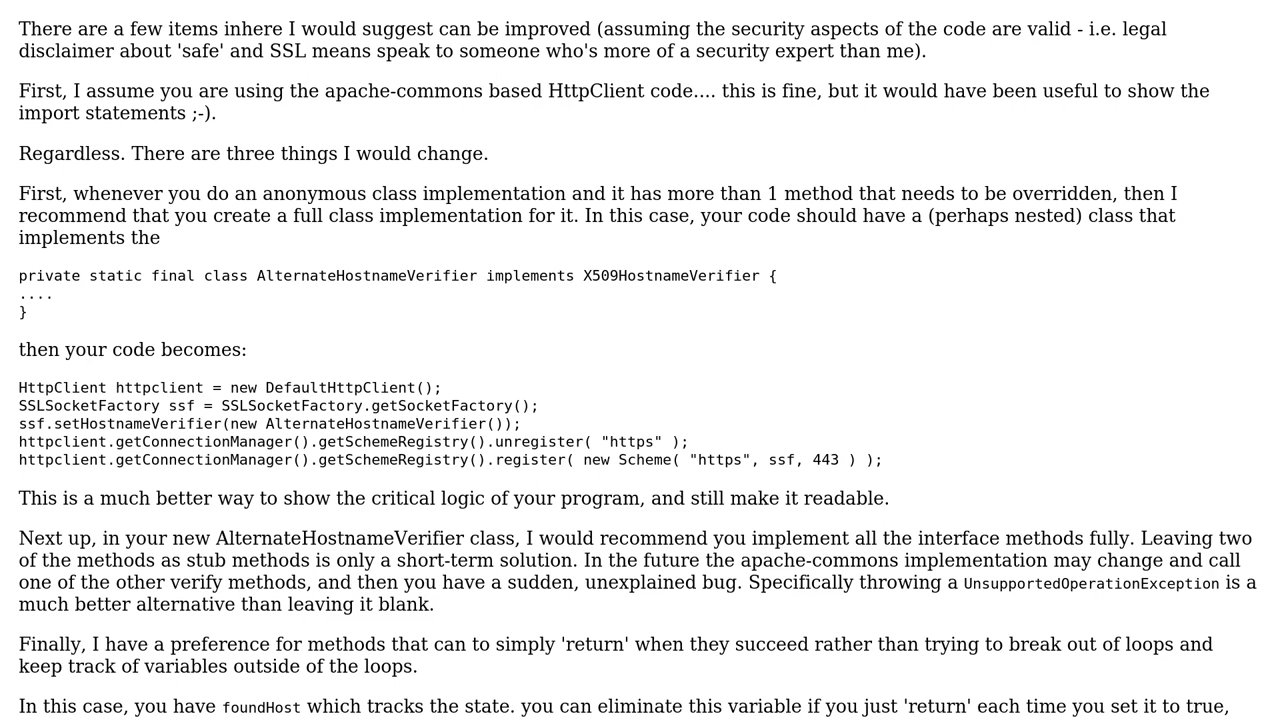 There are a few items inhere I would suggest can be improved (assuming the security aspects of the code are valid - i.e. legal
disclaimer about 'safe' and SSL means speak to someone who's more of a security expert than me).
First, I assume you are using the apache-commons based HttpClient code.... this is fine, but it would have been useful to show the
import statements ;-).
Regardless. There are three things I would change.
First, whenever you do an anonymous class implementation and it has more than 1 method that needs to be overridden, then I
recommend that you create a full class implementation for it. In this case, your code should have a (perhaps nested) class that
implements the
private static final class AlternateHostnameVerifier implements X509HostnameVerifier {
....
}
then your code becomes:
HttpClient httpclient = new DefaultHttpClient();
SSLSocketFactory ssf = SSLSocketFactory.getSocketFactory();
ssf.setHostnameVerifier(new AlternateHostnameVerifier());
httpclient.getConnectionManager().getSchemeRegistry().unregister( "https" );
httpclient.getConnectionManager().getSchemeRegistry().register( new Scheme( "https", ssf, 443 ) );
This is a much better way to show the critical logic of your program, and still make it readable.
Next up, in your new AlternateHostnameVerifier class, I would recommend you implement all the interface methods fully. Leaving two
of the methods as stub methods is only a short-term solution. In the future the apache-commons implementation may change and call
one of the other verify methods, and then you have a sudden, unexplained bug. Specifically throwing a UnsupportedOperationException is a
much better alternative than leaving it blank.
Finally, I have a preference for methods that can to simply 'return' when they succeed rather than trying to break out of loops and
keep track of variables outside of the loops.
In this case, you have foundHost which tracks the state. you can eliminate this variable if you just 'return' each time you set it to true,